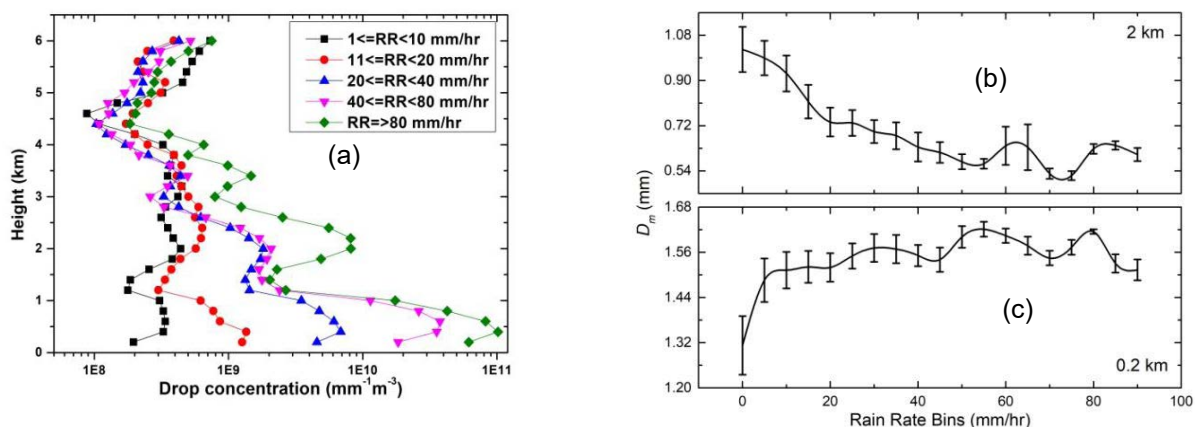 6
5
4
3
2
1
0
Height (km)
1<=RR<10 mm/hr
11<=RR<20 mm/hr
20<=RR<40 mm/hr
40<=RR<80 mm/hr
RR=>80 mm/hr
(a)
1E8
1E9
1E10
1E11
Drop concentration (mm⁻¹m⁻³)
1.08
0.90
0.72
0.54
(b)
2 km
Dm (mm)
1.68
1.56
1.44
1.32
1.20
(c)
0.2 km
0
20
40
60
80
100
Rain Rate Bins (mm/hr)